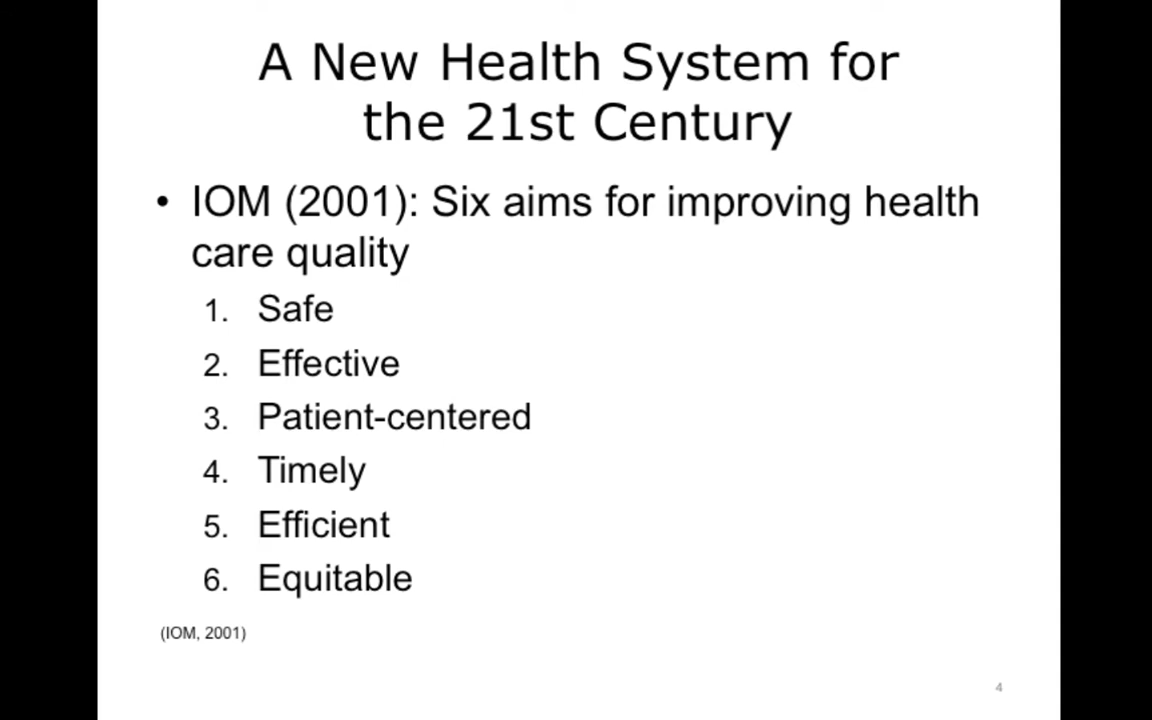 A New Health System for
the 21st Century
• IOM (2001): Six aims for improving health
care quality
1. Safe
2. Effective
3. Patient-centered
4. Timely
5. Efficient
6. Equitable
(IOM, 2001)
4